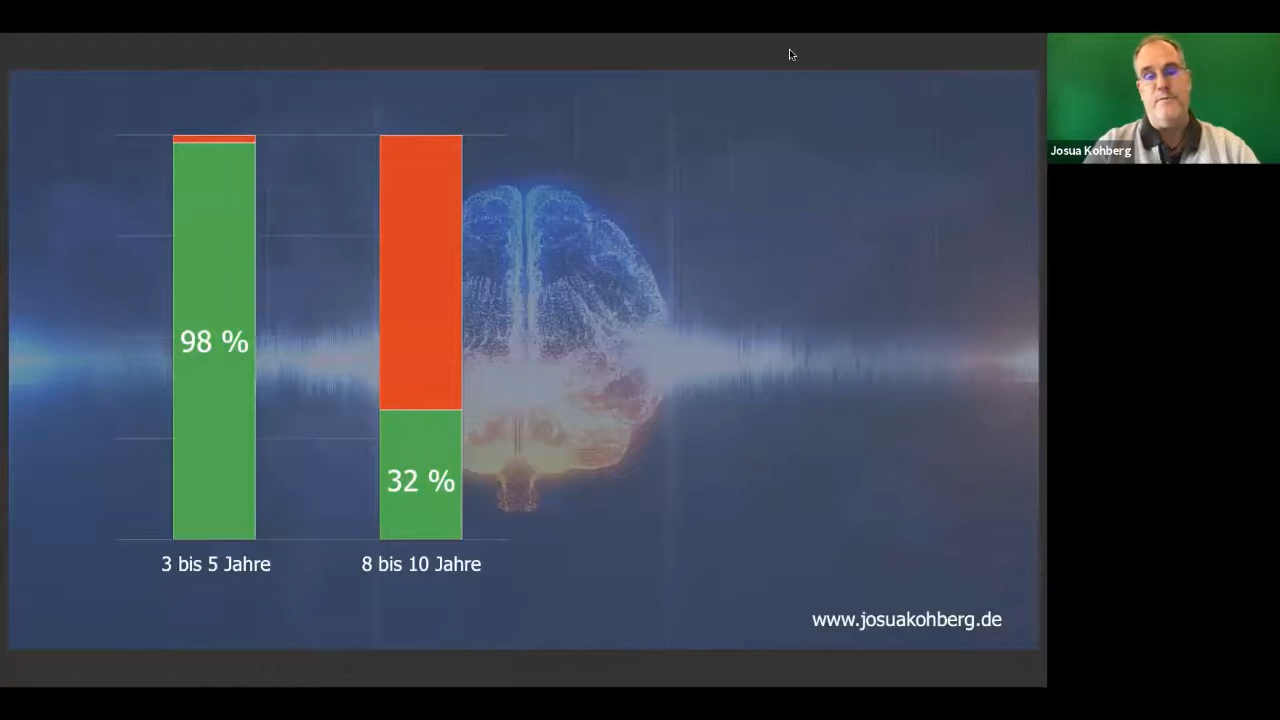 98 %
32 %
3 bis 5 Jahre
8 bis 10 Jahre
www.josuakohberg.de
Josua Kohberg